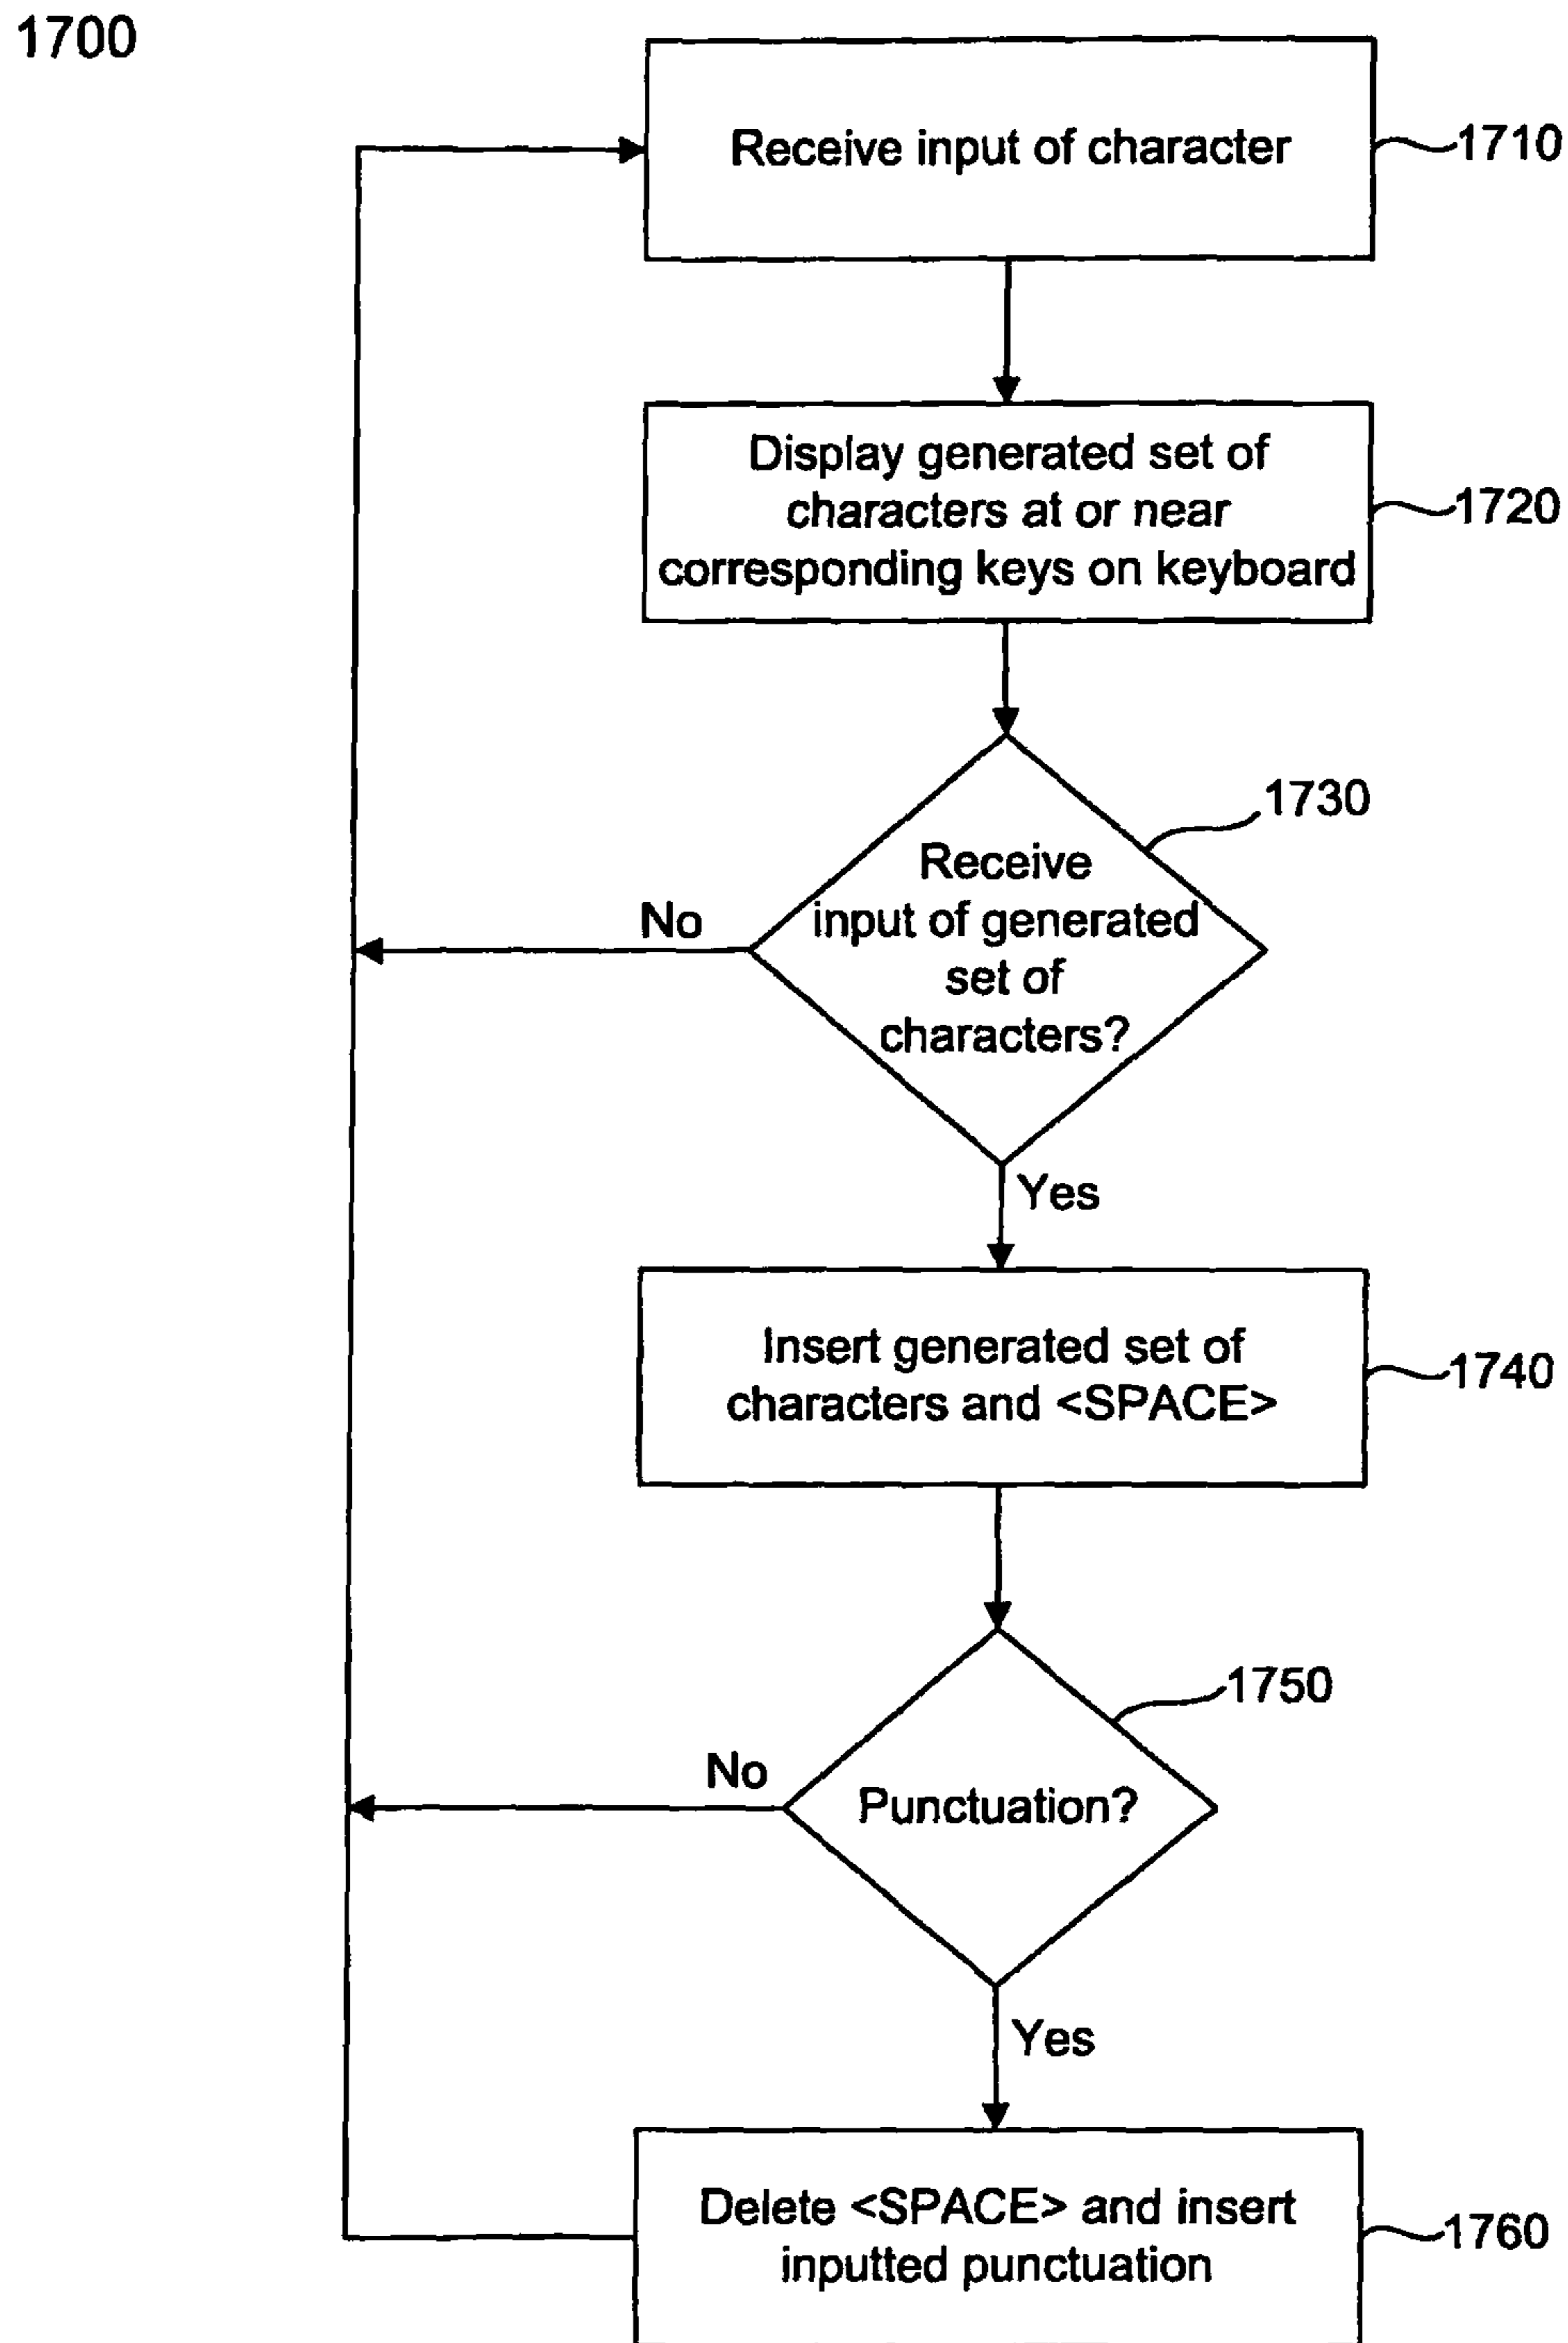 1700
Receive input of character
1710
Display generated set of
characters at or near
corresponding keys on keyboard
1720
1730
Receive
input of generated
set of
characters?
No
Yes
Insert generated set of
characters and <SPACE>
1740
1750
No
Punctuation?
Yes
Delete <SPACE> and insert
inputted punctuation
1760